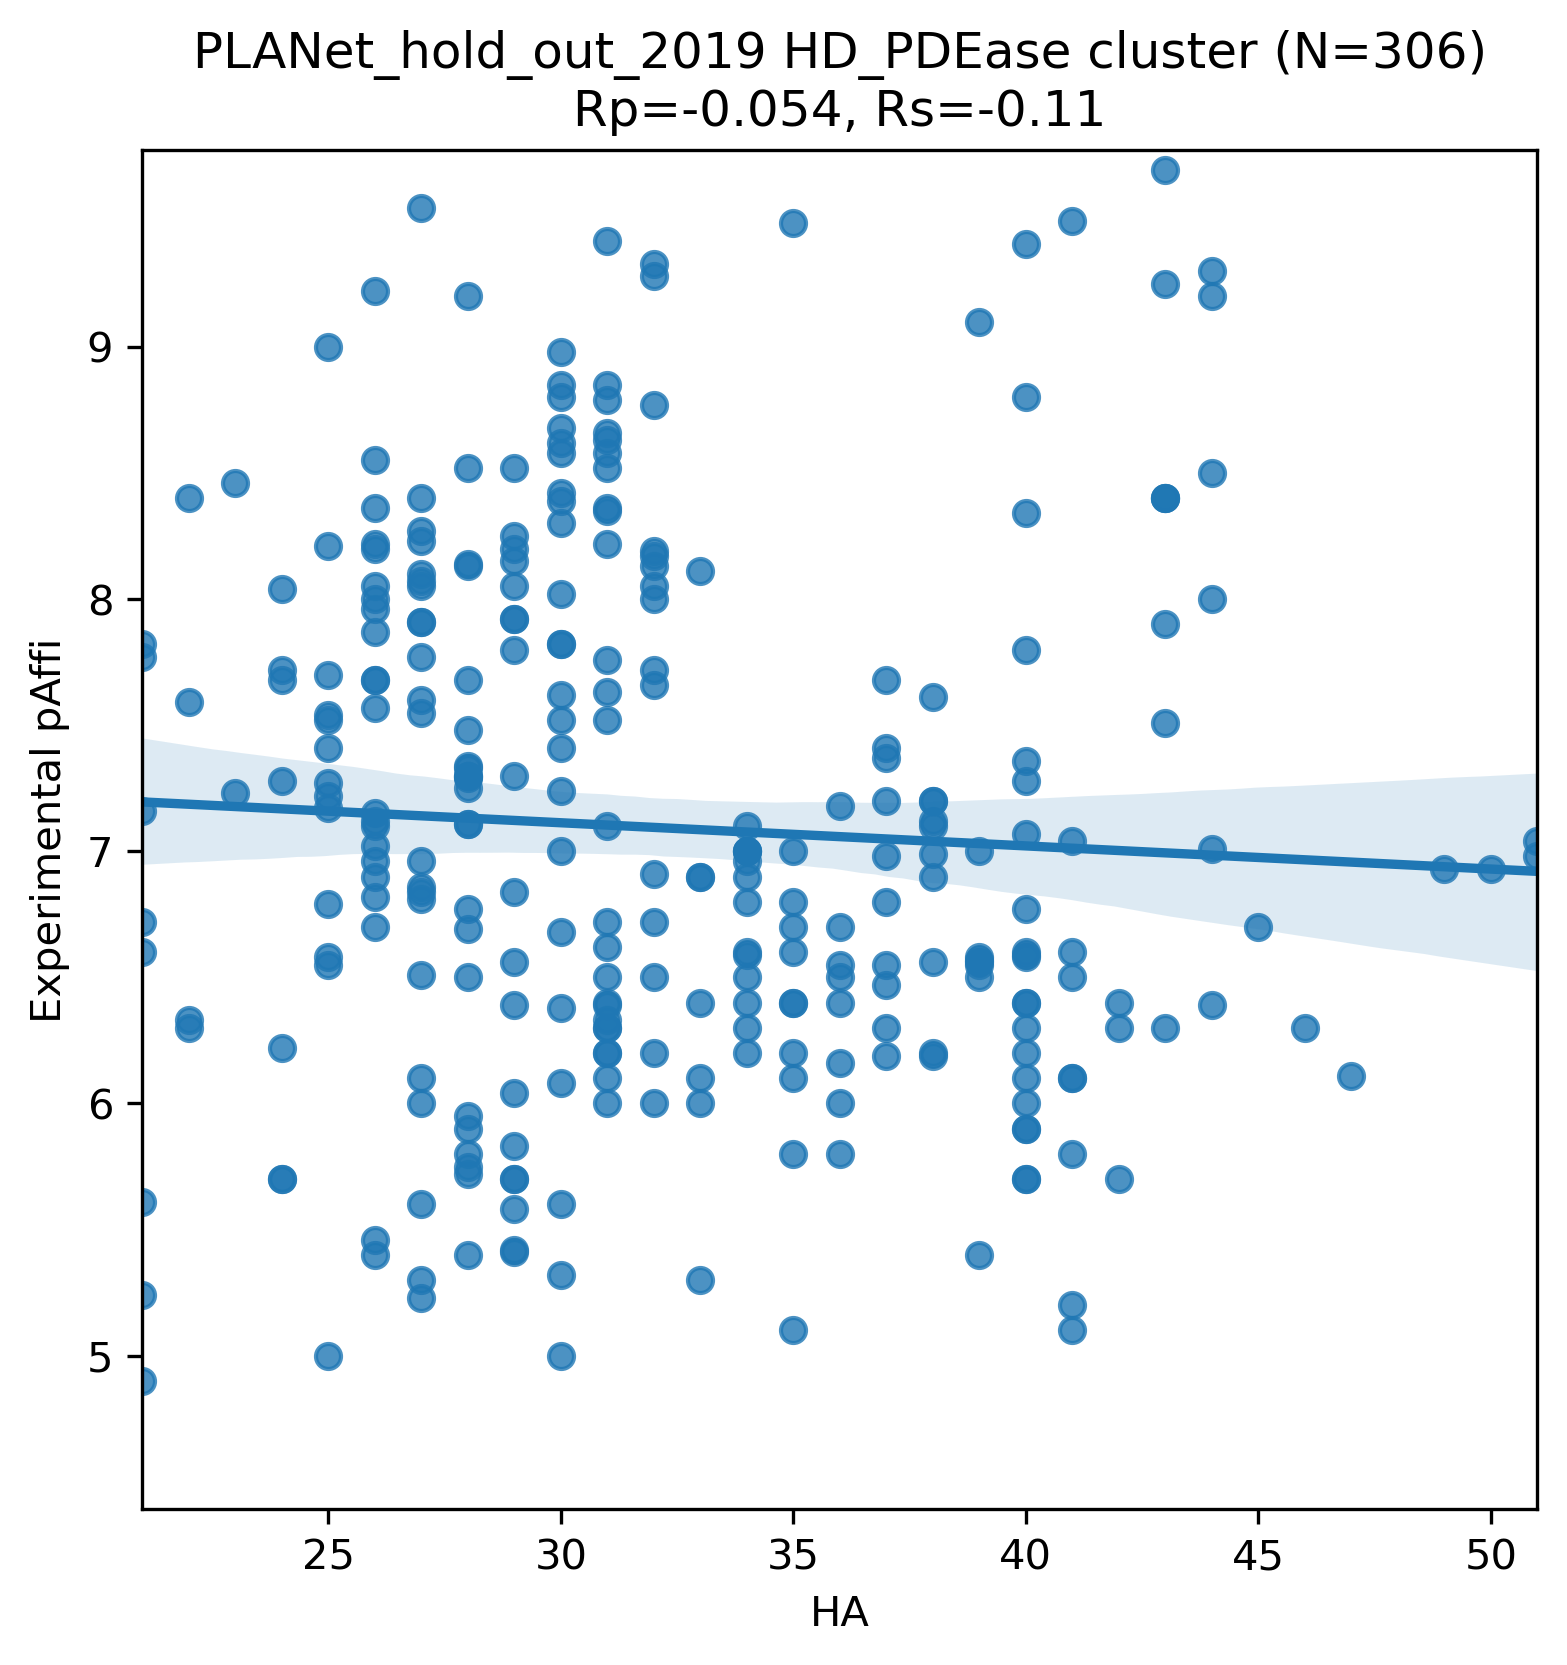 PLANet_hold_out_2019 HD_PDEase cluster (N=306)
Rp=-0.054, Rs=-0.11
Experimental pAffi
9
8
7
6
5
25 30 35 40 45 50
HA